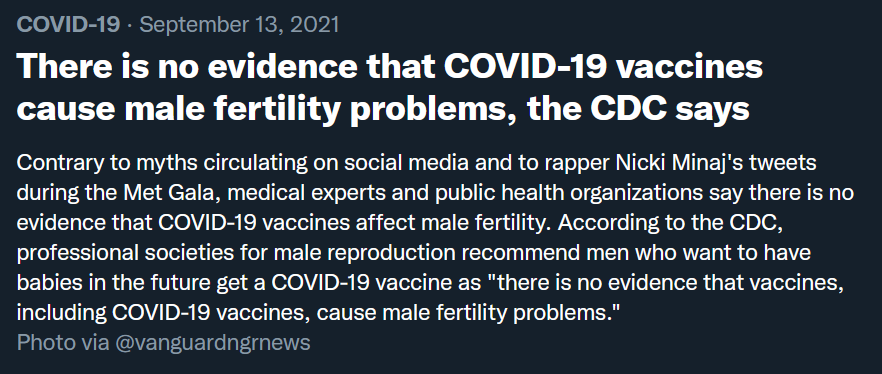 COVID-19 · September 13, 2021
There is no evidence that COVID-19 vaccines
cause male fertility problems, the CDC says
Contrary to myths circulating on social media and to rapper Nicki Minaj's tweets
during the Met Gala, medical experts and public health organizations say there is no
evidence that COVID-19 vaccines affect male fertility. According to the CDC,
professional societies for male reproduction recommend men who want to have
babies in the future get a COVID-19 vaccine as "there is no evidence that vaccines,
including COVID-19 vaccines, cause male fertility problems."
Photo via @vanguardngrnews